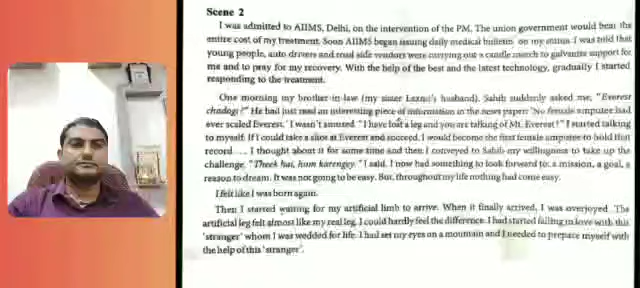 Scene 2
I was admitted to AIIMS, Delhi, on the intervention of the PM. The union government would bear the
entire cost of my treatment. Soon AIIMS began issuing daily medical bulletin on my status. I was told that
young people, auto drivers and road side vendors were carrying out a candle march to galvanize support for
me and to pray for my recovery. With the help of the best and the latest technology, gradually I started
responding to the treatment.
One morning my brother-in-law (my sister Laxmi's husband). Sahib suddenly asked me, "Everest
chadogi?" He had just read an interesting piece of information in the news paper: 'No female amputee had
ever scaled Everest.' I wasn't amused. "I have lost a leg and you are talking of Mt. Everest!" I started talking
to myself. If I could take a shot at Everest and succeed, I would become the first female amputee to hold that
record.... I thought about it for some time and then I conveyed to Sahib my willingness to take up the
challenge. "Theek hai, hum karengey." I said. I now had something to look forward to: a mission, a goal, a
reason to dream. It was not going to be easy. But, throughout my life nothing had come easy.
I felt like I was born again.
Then I started waiting for my artificial limb to arrive. When it finally arrived, I was overjoyed. The
artificial leg felt almost like my real leg. I could hardly feel the difference. I had started falling in love with this
'stranger' whom I was wedded for life. I had set my eyes on a mountain and I needed to prepare myself with
the help of this 'stranger'.